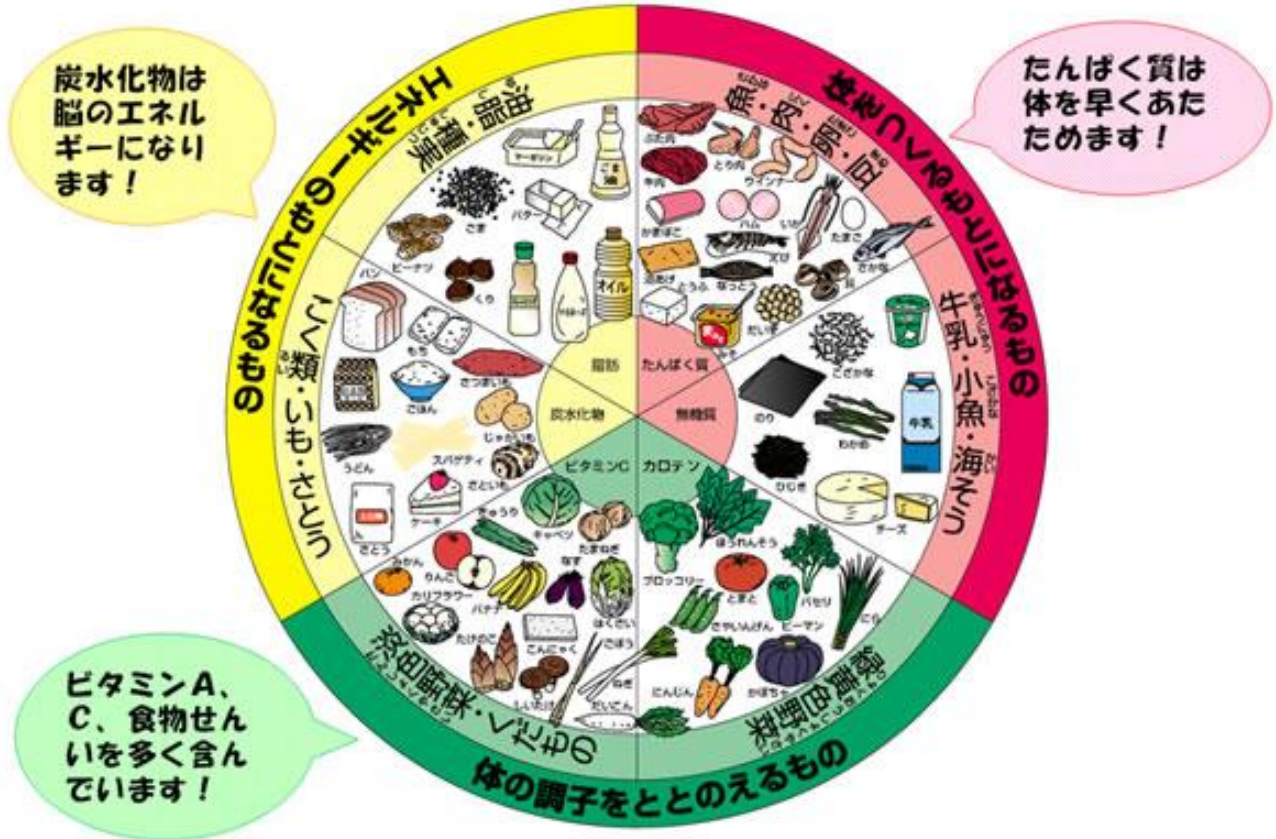 炭水化物は
脳のエネル
ギーになり
ます！
たんぱく質は
体を早くあた
ためます！
ビタミンA、
C、食物せん
いを多く含ん
でいます！
エネルギーのもとになるもの
体をつくるもとになるもの
体の調子をととのえるもの
油脂・種実
魚・肉・卵・豆
牛乳・小魚・海そう
緑黄色野菜
淡色野菜・くだもの
こく類・いも・さとう
脂肪
たんぱく質
無機質
カロテン
ビタミンC
炭水化物
マーガリン
ごま油
ごま
バター
ピーナツ
くり
オイル
ぶた肉
とり肉
牛肉
ウインナー
かまぼこ
ハム
いか
たまご
えび
さかな
貝
油あげ
とうふ
なっとう
だいず
みそ
こざかな
のり
わかめ
牛乳
ひじき
チーズ
ほうれんそう
ブロッコリー
とまと
パセリ
さやいんげん
ピーマン
にら
にんじん
かぼちゃ
きゅうり
キャベツ
たまねぎ
みかん
りんご
バナナ
なす
はくさい
カリフラワー
たけのこ
こんにゃく
ごぼう
しいたけ
ねぎ
だいこん
パン
もち
さつまいも
ごはん
じゃがいも
うどん
スパゲティ
さといも
ケーキ
さとう